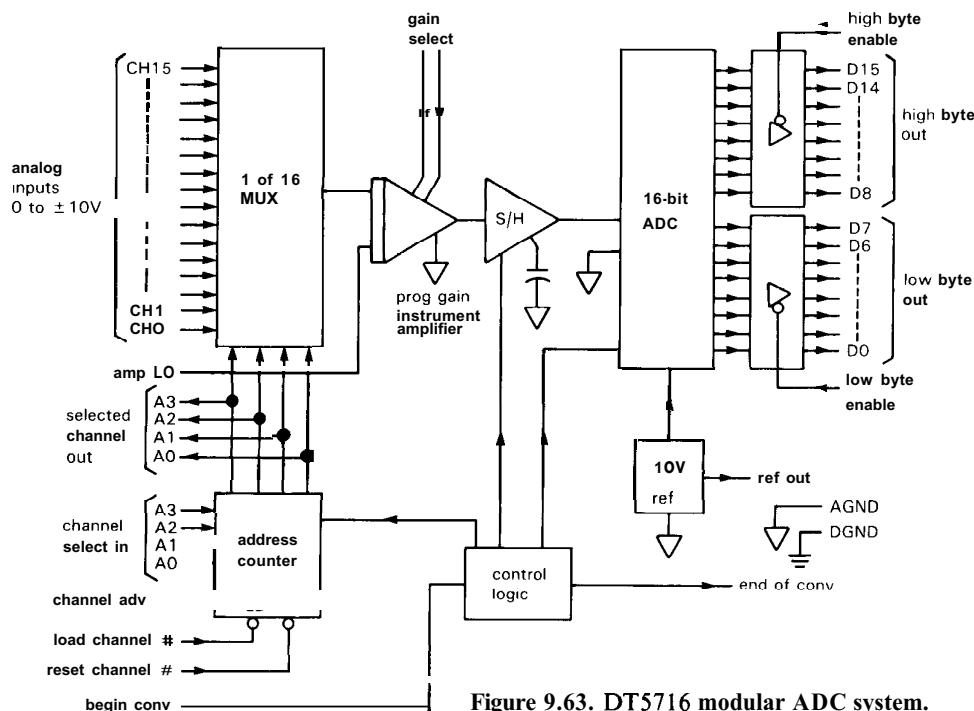 gain
select
high byte
enable
CH15
D15
D14
high byte
out
D8
analog
inputs
0 to ±10V
1 of 16
MUX
S/H
16-bit
ADC
D7
D6
low byte
out
CH1
CHO
prog gain
instrument
amplifier
D0
amp LO
low byte
enable
selected
channel
out
A3
A2
A1
A0
10V
ref
ref out
channel
select in
A3
A2
A1
A0
address
counter
AGND
DGND
control
logic
end of conv
channel adv
load channel #
reset channel #
begin conv
Figure 9.63. DT5716 modular ADC system.